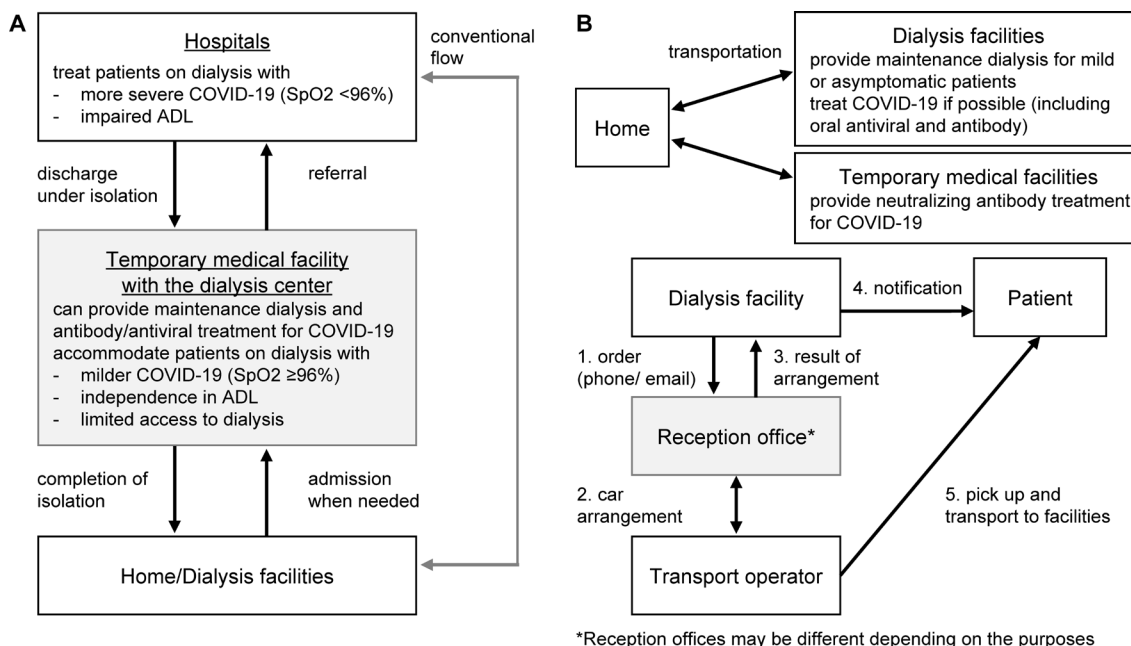 A
Hospitals
treat patients on dialysis with
- more severe COVID-19 (SpO2 <96%)
- impaired ADL
conventional
flow
discharge
under isolation
referral
Temporary medical facility
with the dialysis center
can provide maintenance dialysis and
antibody/antiviral treatment for COVID-19
accommodate patients on dialysis with
- milder COVID-19 (SpO2 ≥96%)
- independence in ADL
- limited access to dialysis
completion of
isolation
admission
when needed
Home/Dialysis facilities
B
transportation
Home
Dialysis facilities
provide maintenance dialysis for mild
or asymptomatic patients
treat COVID-19 if possible (including
oral antiviral and antibody)
Temporary medical facilities
provide neutralizing antibody treatment
for COVID-19
Dialysis facility
4. notification
Patient
1. order
(phone/ email)
3. result of
arrangement
Reception office*
2. car
arrangement
5. pick up and
transport to facilities
Transport operator
*Reception offices may be different depending on the purposes